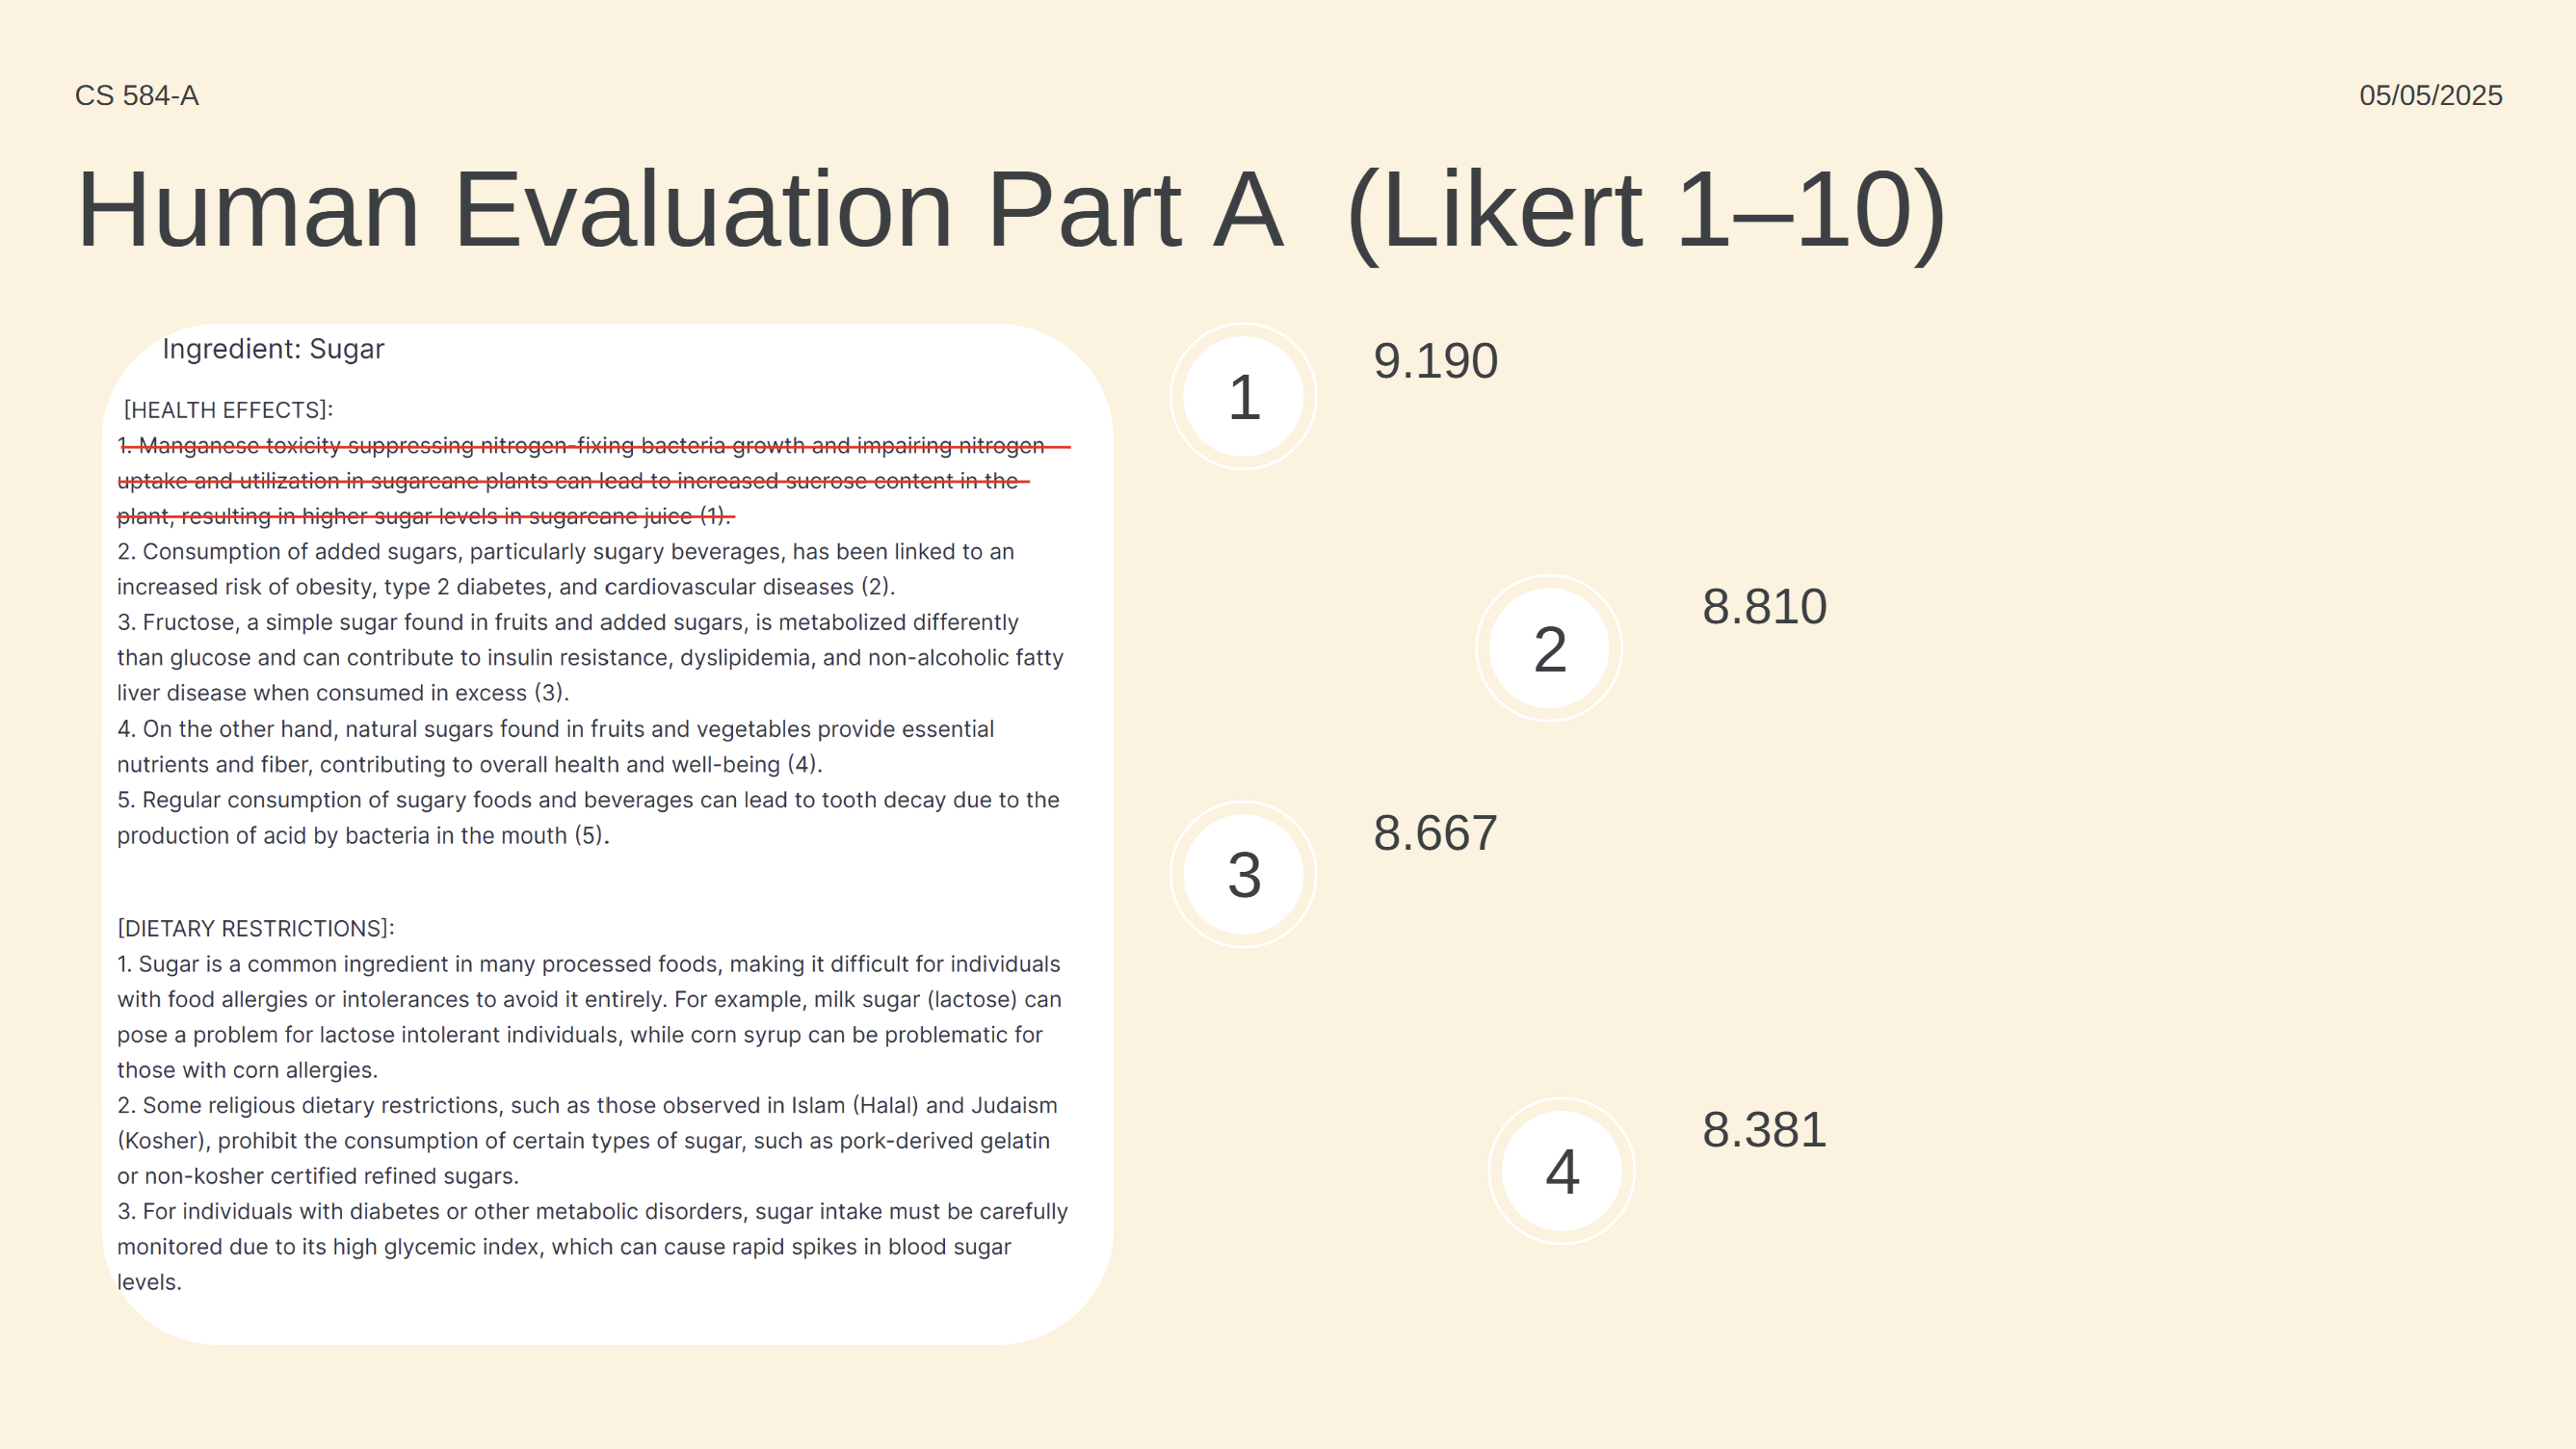 CS 584-A
05/05/2025
Human Evaluation Part A (Likert 1–10)
Ingredient: Sugar
[HEALTH EFFECTS]:
1. Manganese toxicity suppressing nitrogen-fixing bacteria growth and impairing nitrogen
uptake and utilization in sugarcane plants can lead to increased sucrose content in the
plant, resulting in higher sugar levels in sugarcane juice (1).
2. Consumption of added sugars, particularly sugary beverages, has been linked to an
increased risk of obesity, type 2 diabetes, and cardiovascular diseases (2).
3. Fructose, a simple sugar found in fruits and added sugars, is metabolized differently
than glucose and can contribute to insulin resistance, dyslipidemia, and non-alcoholic fatty
liver disease when consumed in excess (3).
4. On the other hand, natural sugars found in fruits and vegetables provide essential
nutrients and fiber, contributing to overall health and well-being (4).
5. Regular consumption of sugary foods and beverages can lead to tooth decay due to the
production of acid by bacteria in the mouth (5).
[DIETARY RESTRICTIONS]:
1. Sugar is a common ingredient in many processed foods, making it difficult for individuals
with food allergies or intolerances to avoid it entirely. For example, milk sugar (lactose) can
pose a problem for lactose intolerant individuals, while corn syrup can be problematic for
those with corn allergies.
2. Some religious dietary restrictions, such as those observed in Islam (Halal) and Judaism
(Kosher), prohibit the consumption of certain types of sugar, such as pork-derived gelatin
or non-kosher certified refined sugars.
3. For individuals with diabetes or other metabolic disorders, sugar intake must be carefully
monitored due to its high glycemic index, which can cause rapid spikes in blood sugar
levels.
1
9.190
2
8.810
3
8.667
4
8.381